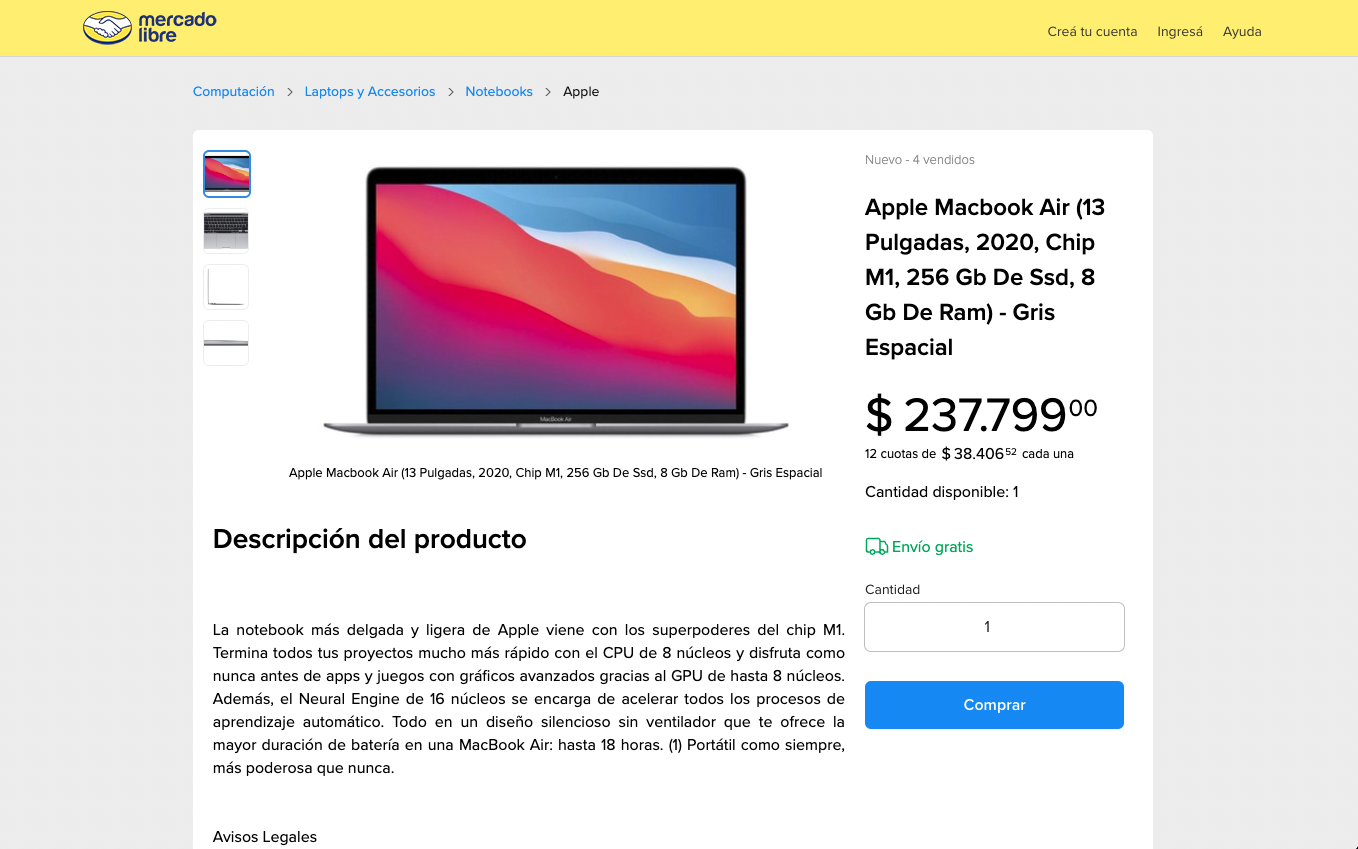 mercado
libre
Creá tu cuenta Ingresá Ayuda
Computación > Laptops y Accesorios > Notebooks > Apple
Nuevo - 4 vendidos
Apple Macbook Air (13
Pulgadas, 2020, Chip
M1, 256 Gb De Ssd, 8
Gb De Ram) - Gris
Espacial
$ 237.799 00
12 cuotas de $ 38.406 52 cada una
Cantidad disponible: 1
Envío gratis
Cantidad
1
Comprar
MacBook Air
Apple Macbook Air (13 Pulgadas, 2020, Chip M1, 256 Gb De Ssd, 8 Gb De Ram) - Gris Espacial
Descripción del producto
La notebook más delgada y ligera de Apple viene con los superpoderes del chip M1.
Termina todos tus proyectos mucho más rápido con el CPU de 8 núcleos y disfruta como
nunca antes de apps y juegos con gráficos avanzados gracias al GPU de hasta 8 núcleos.
Además, el Neural Engine de 16 núcleos se encarga de acelerar todos los procesos de
aprendizaje automático. Todo en un diseño silencioso sin ventilador que te ofrece la
mayor duración de batería en una MacBook Air: hasta 18 horas. (1) Portátil como siempre,
más poderosa que nunca.
Avisos Legales